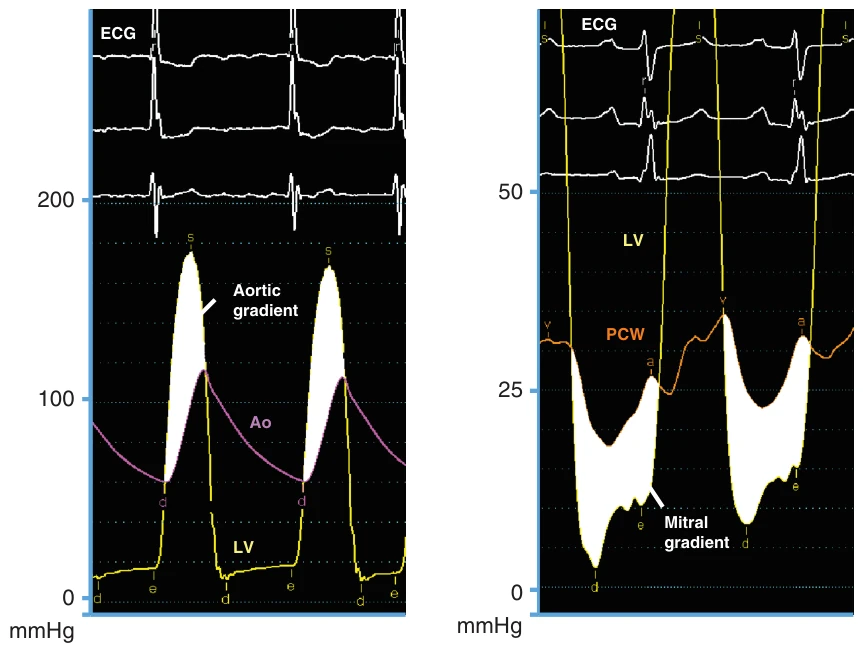 ECG
200
s
s
Aortic
gradient
100
Ao
d
d
LV
0
d
e
d
e
d
e
mmHg
s
s
s
ECG
r
r
50
LV
v
v
PCW
a
a
25
e
e
Mitral
gradient
d
d
0
mmHg